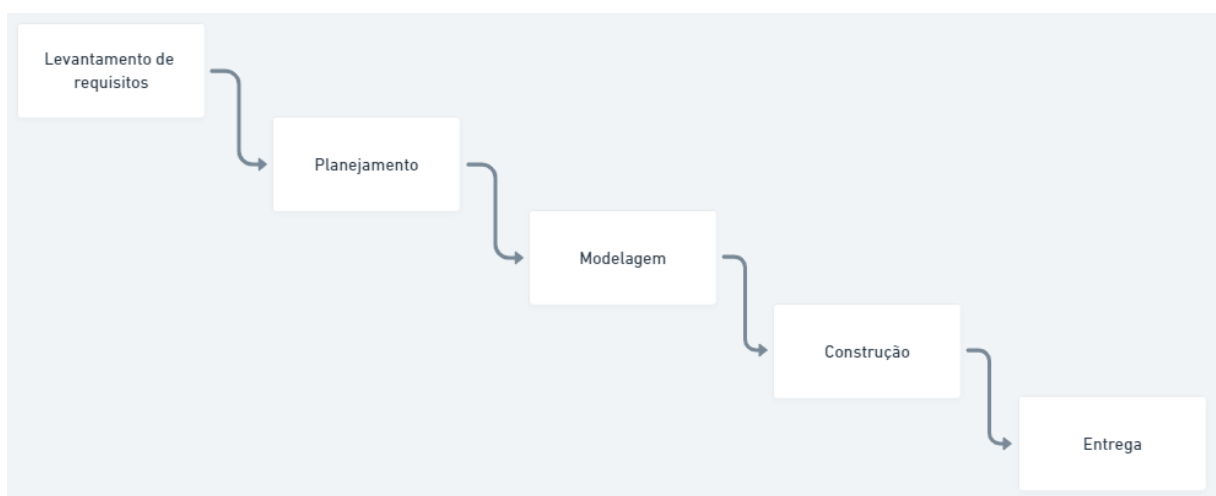 Levantamento de
requisitos
Planejamento
Modelagem
Construção
Entrega